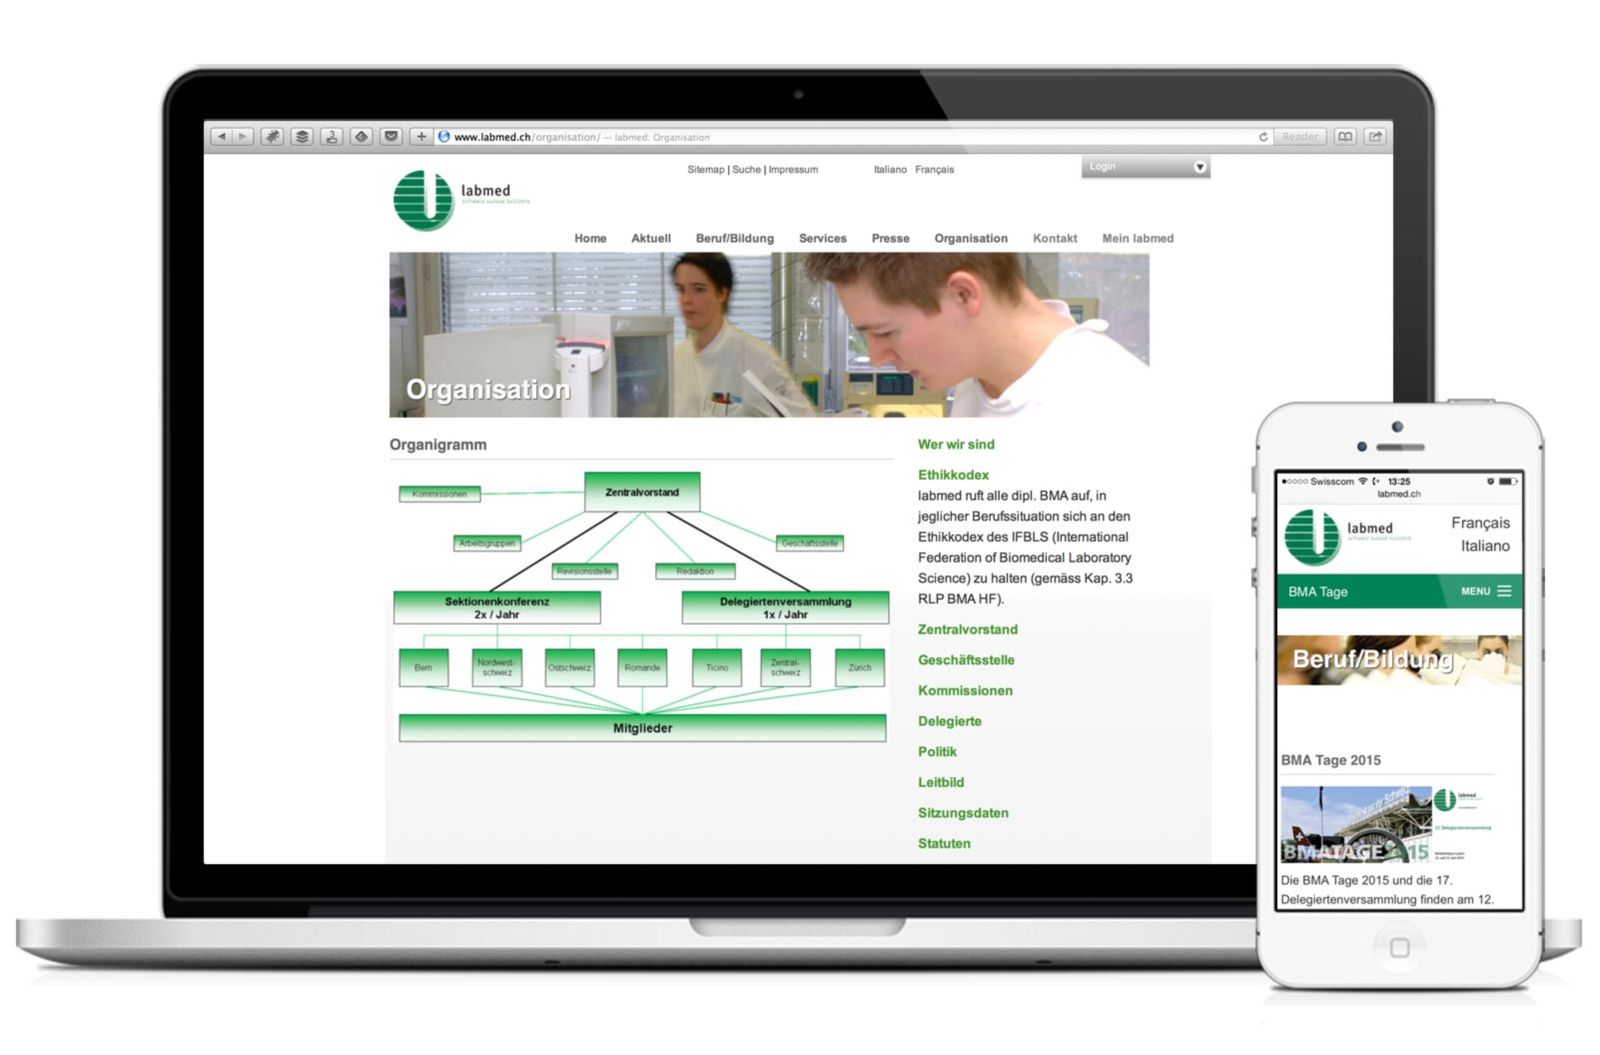 3
www.labmed.ch/organisation/ — labmed: Organisation
Reader
labmed
schweiz suisse svizzera
Sitemap | Suche | Impressum
Italiano Français
Login
Home Aktuell Beruf/Bildung Services Presse Organisation Kontakt Mein labmed
Organisation
Organigramm
Zentralvorstand
Kommissionen
Arbeitsgruppen
Geschäftsstelle
Revisionsstelle
Redaktion
Sektionenkonferenz
2x / Jahr
Delegiertenversammlung
1x / Jahr
Bern
Nordwest-
schweiz
Ostschweiz
Romande
Ticino
Zentral-
schweiz
Zürich
Mitglieder
Wer wir sind
Ethikkodex
labmed ruft alle dipl. BMA auf, in
jeglicher Berufssituation sich an den
Ethikkodex des IFBLS (International
Federation of Biomedical Laboratory
Science) zu halten (gemäss Kap. 3.3
RLP BMA HF).
Zentralvorstand
Geschäftsstelle
Kommissionen
Delegierte
Politik
Leitbild
Sitzungsdaten
Statuten
Swisscom 13:25
labmed.ch
labmed
schweiz suisse svizzera
Français
Italiano
BMA Tage
MENU
Beruf/Bildung
BMA Tage 2015
BMATAGE2015
labmed
17. Delegiertenversammlung
Die BMA Tage 2015 und die 17.
Delegiertenversammlung finden am 12.